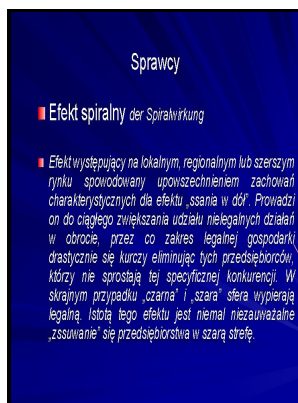 Sprawcy
Efekt spiralny der Spiralwirkung
Efekt występujący na lokalnym, regionalnym lub szerszym
rynku spowodowany upowszechnieniem zachowań
charakterystycznych dla efektu „ssania w dół". Prowadzi
on do ciągłego zwiększania udziału nielegalnych działań
w obrocie, przez co zakres legalnej gospodarki
drastycznie się kurczy eliminując tych przedsiębiorców,
którzy nie sprostają tej specyficznej konkurencji. W
skrajnym przypadku „czarna" i „szara" sfera wypierają
legalną. Istotą tego efektu jest niemal niezauważalne
„zssuwanie" się przedsiębiorstwa w szarą strefę.